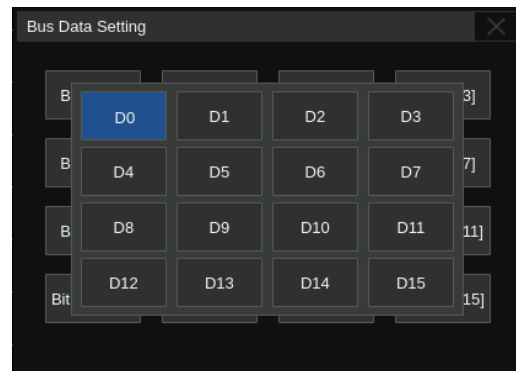 Bus Data Setting
B 3]
D0 D1 D2 D3
B 7]
D4 D5 D6 D7
B 11]
D8 D9 D10 D11
D12 D13 D14 D15
Bit 15]